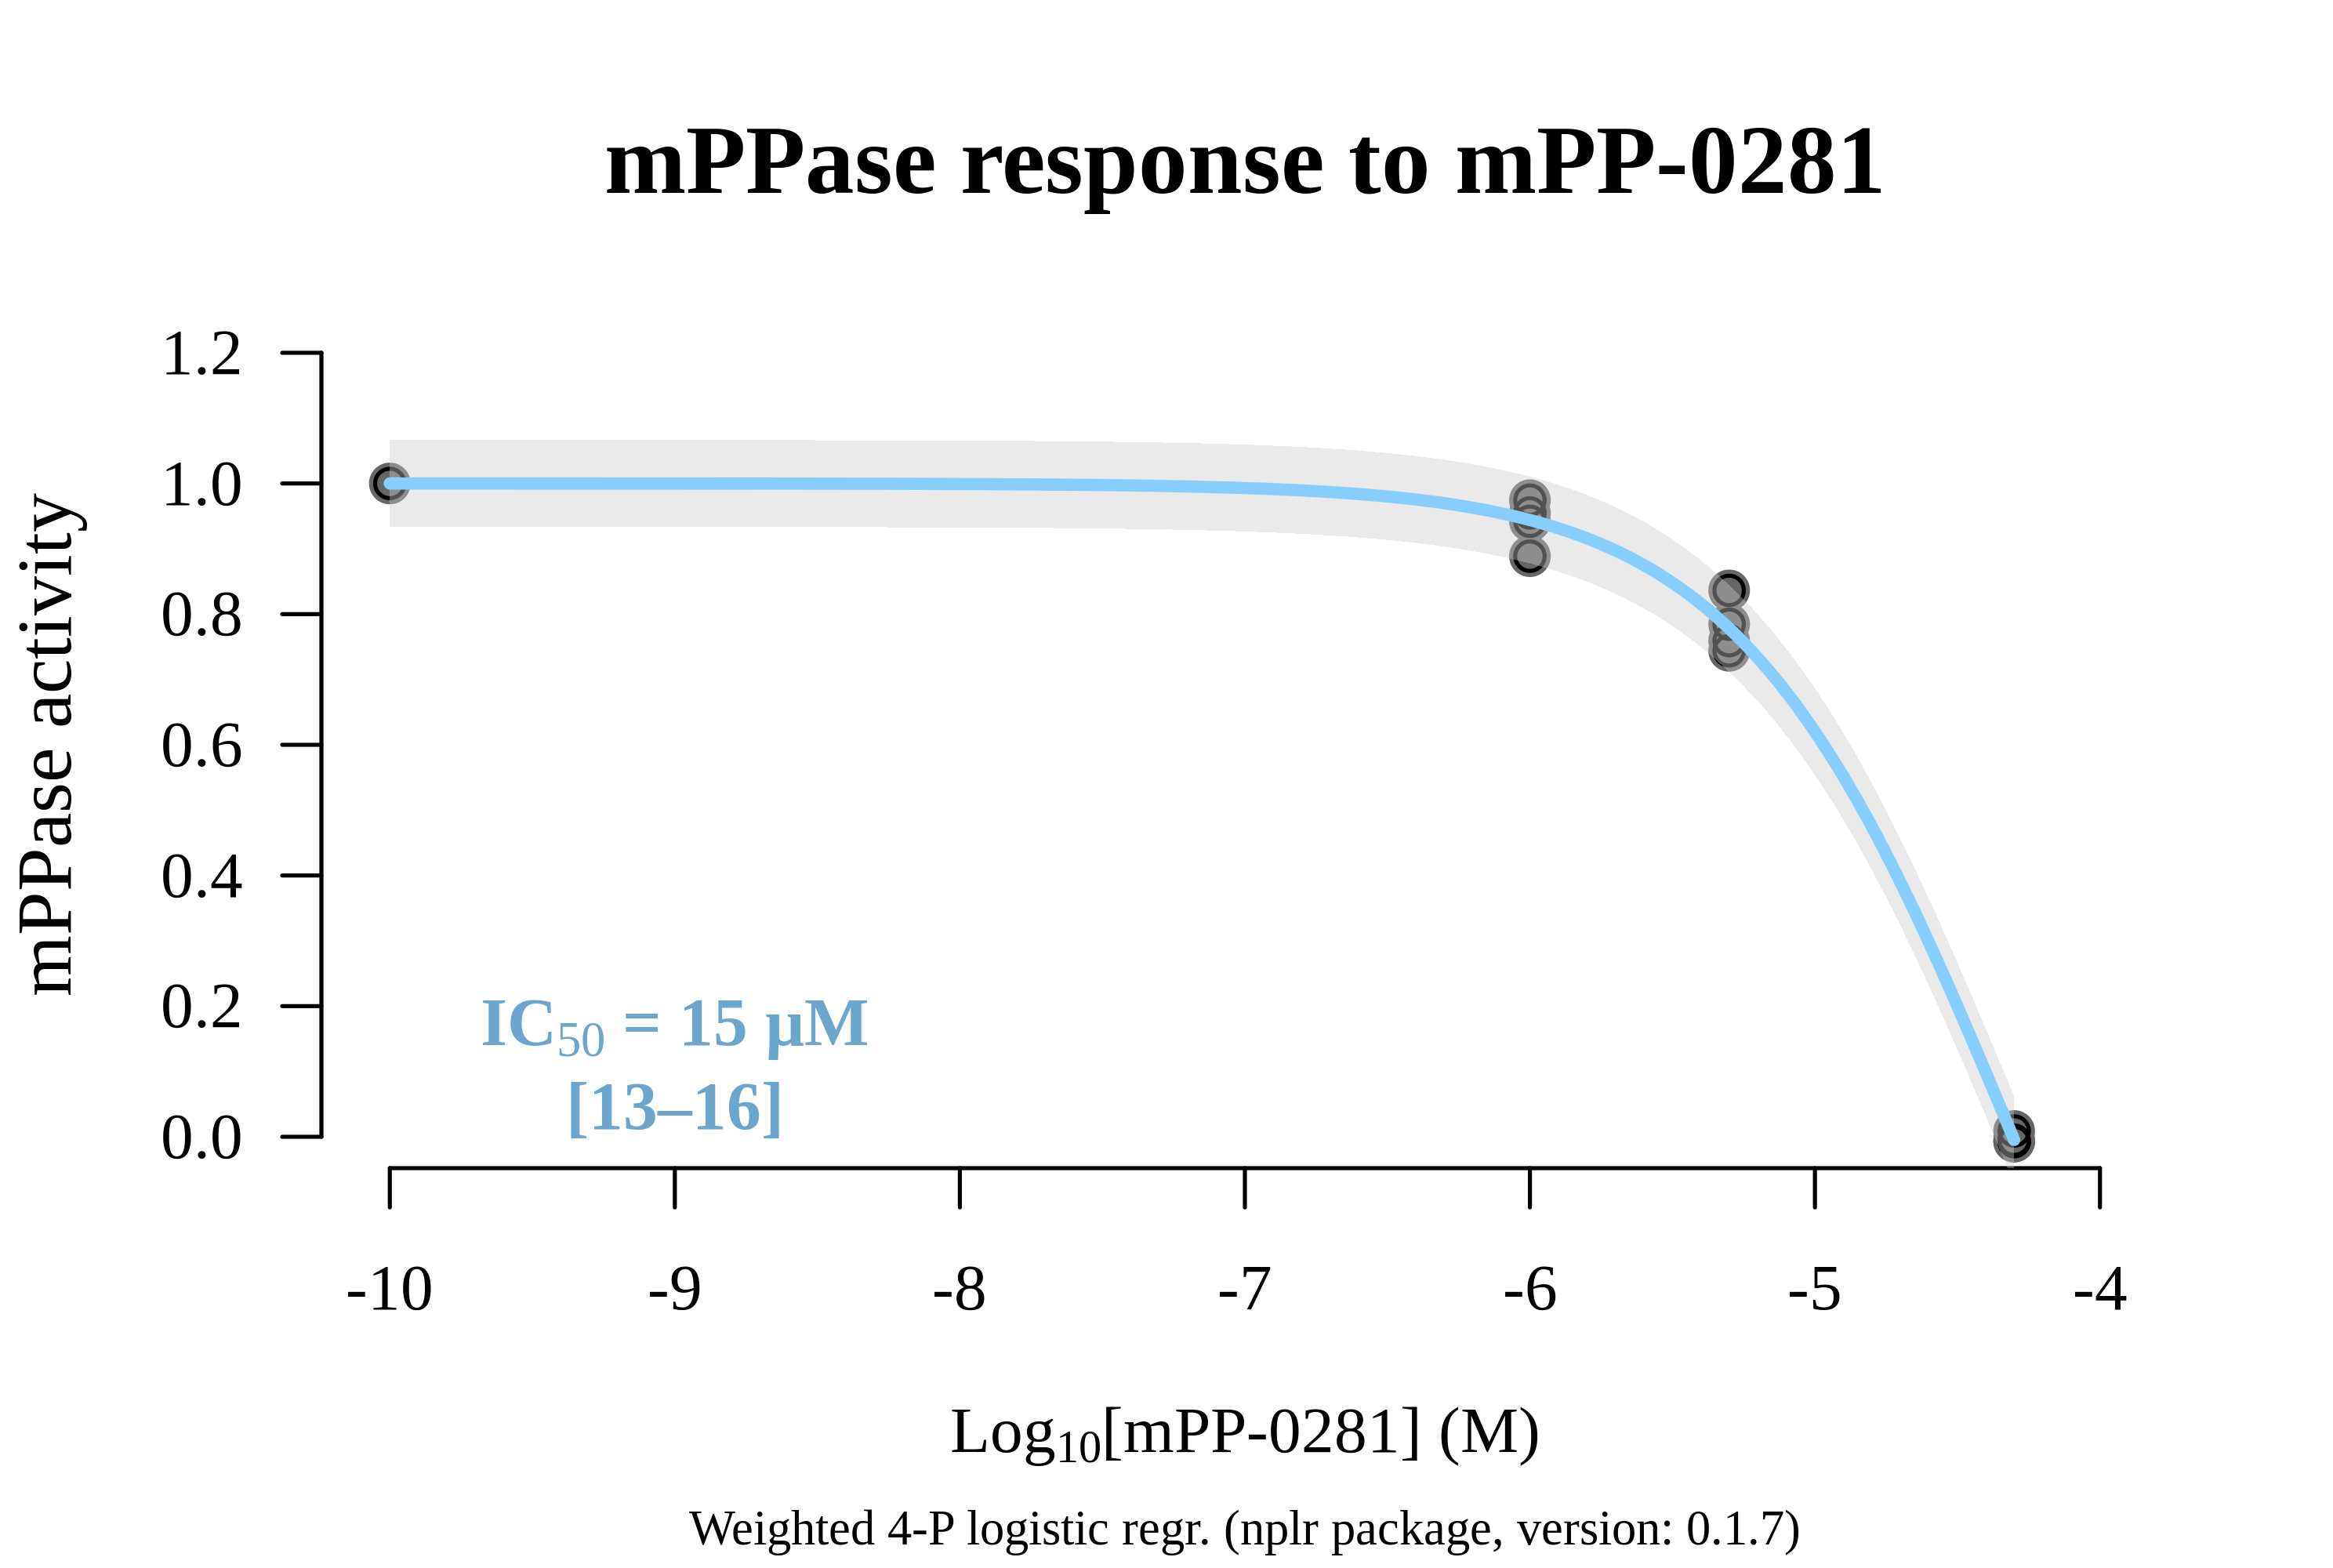 mPPase response to mPP-0281
mPPase activity
1.2
1.0
0.8
0.6
0.4
0.2
0.0
IC50 = 15 µM
[13–16]
-10 -9 -8 -7 -6 -5 -4
Log10[mPP-0281] (M)
Weighted 4-P logistic regr. (nplr package, version: 0.1.7)